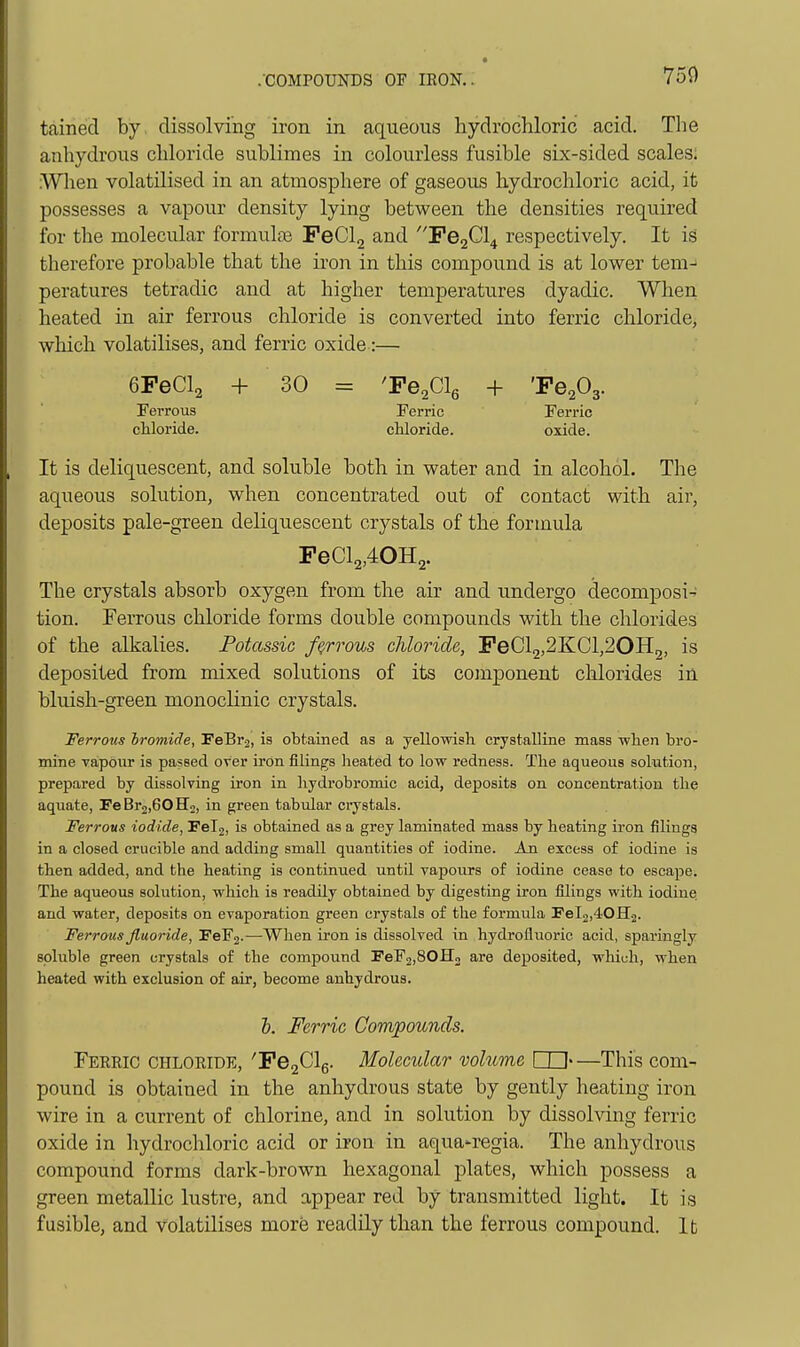 .COMPOUNDS OF IRON.. 759
tained by dissolving iron in aqueous hydrochloric acid. The
anhydrous chloride sublimes in colourless fusible six-sided scales.
When volatilised in an atmosphere of gaseous hydrochloric acid, it
possesses a vapour density lying between the densities required
for the molecular formulæ FeCl₂ and ″Fe₂Cl₄ respectively. It is
therefore probable that the iron in this compound is at lower tem-
peratures tetradic and at higher temperatures dyadic. When
heated in air ferrous chloride is converted into ferric chloride,
which volatilises, and ferric oxide:—
6FeCl₂ + 3O = ′Fe₂Cl₆ + ′Fe₂O₃.
Ferrous Ferric Ferric
chloride. chloride. oxide.
It is deliquescent, and soluble both in water and in alcohol. The
aqueous solution, when concentrated out of contact with air,
deposits pale-green deliquescent crystals of the formula
FeCl₂,4OH₂.
The crystals absorb oxygen from the air and undergo decomposi-
tion. Ferrous chloride forms double compounds with the chlorides
of the alkalies. Potassic ferrous chloride, FeCl₂,2KCl,2OH₂, is
deposited from mixed solutions of its component chlorides in
bluish-green monoclinic crystals.
Ferrous bromide, FeBr₂, is obtained as a yellowish crystalline mass when bro-
mine vapour is passed over iron filings heated to low redness. The aqueous solution,
prepared by dissolving iron in hydrobromic acid, deposits on concentration the
aquate, FeBr₂,6OH₂, in green tabular crystals.
Ferrous iodide, FeI₂, is obtained as a grey laminated mass by heating iron filings
in a closed crucible and adding small quantities of iodine. An excess of iodine is
then added, and the heating is continued until vapours of iodine cease to escape.
The aqueous solution, which is readily obtained by digesting iron filings with iodine
and water, deposits on evaporation green crystals of the formula FeI₂,4OH₂.
Ferrous fluoride, FeF₂.—When iron is dissolved in hydrofluoric acid, sparingly
soluble green crystals of the compound FeF₂,8OH₂ are deposited, which, when
heated with exclusion of air, become anhydrous.
b. Ferric Compounds.
FERRIC CHLORIDE, ′Fe₂Cl₆. Molecular volume □□.—This com-
pound is obtained in the anhydrous state by gently heating iron
wire in a current of chlorine, and in solution by dissolving ferric
oxide in hydrochloric acid or iron in aqua-regia. The anhydrous
compound forms dark-brown hexagonal plates, which possess a
green metallic lustre, and appear red by transmitted light. It is
fusible, and volatilises more readily than the ferrous compound. It